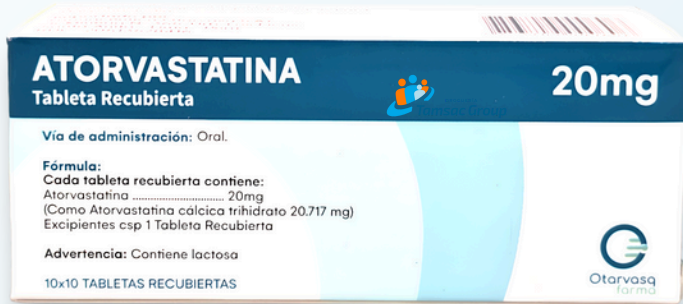 ATORVASTATINA
20mg
Tableta Recubierta
Vía de administración: Oral.
Fórmula:
Cada tableta recubierta contiene:
Atorvastatina .............................. 20mg
(Como Atorvastatina cálcica trihidrato 20.717 mg)
Excipientes csp 1 Tableta Recubierta
Advertencia: Contiene lactosa
10x10 TABLETAS RECUBIERTAS
Otarvasq
farma